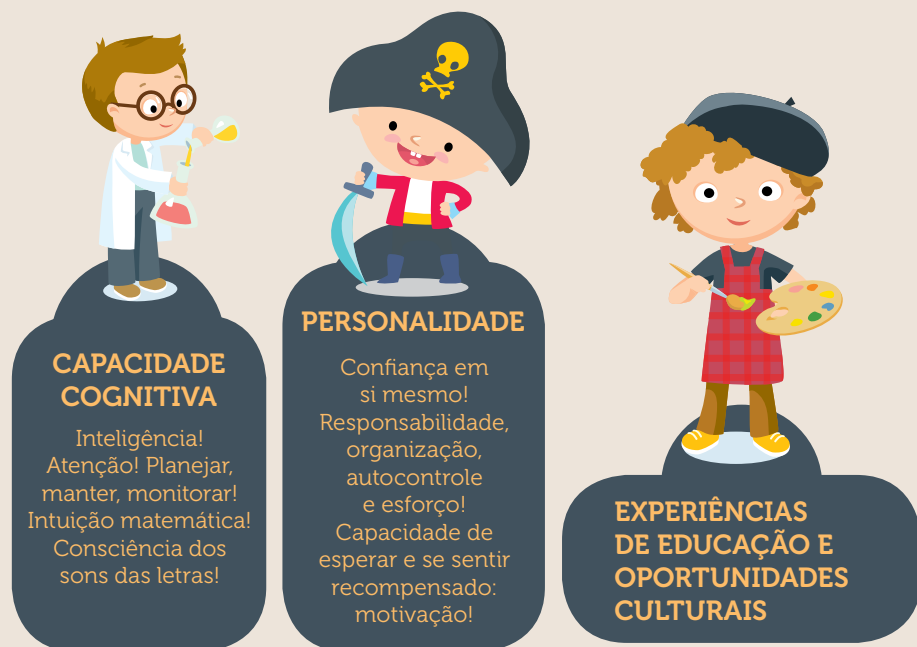 CAPACIDADE
COGNITIVA
Inteligência!
Atenção! Planejar,
manter, monitorar!
Intuição matemática!
Consciência dos
sons das letras!
PERSONALIDADE
Confiança em
si mesmo!
Responsabilidade,
organização,
autocontrole
e esforço!
Capacidade de
esperar e se sentir
recompensado:
motivação!
EXPERIÊNCIAS
DE EDUCAÇÃO E
OPORTUNIDADES
CULTURAIS